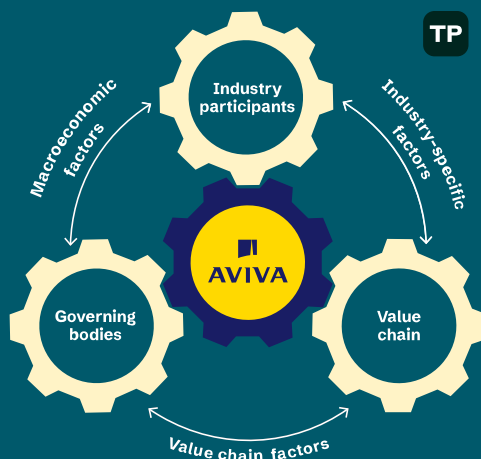 TP
Industry
participants
Macroeconomic
factors
Industry-specific
factors
AVIVA
Governing
bodies
Value
chain
Value chain factors